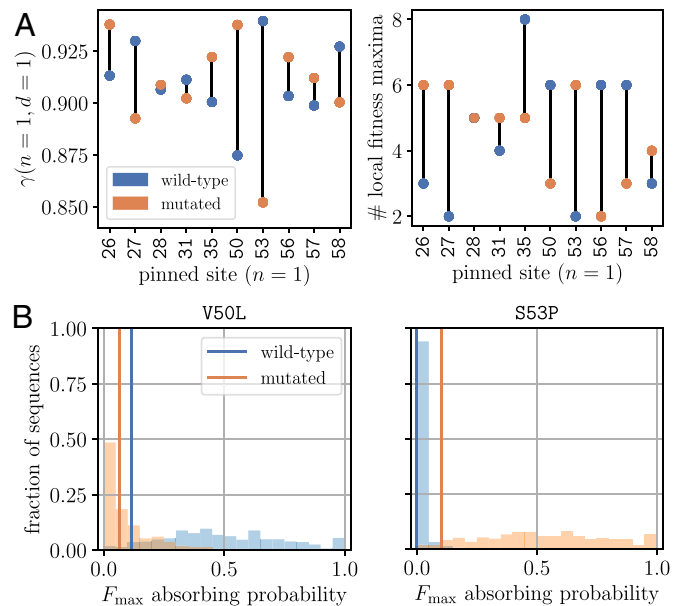 A
γ(n = 1, d = 1)
0.925
0.900
0.875
0.850
wild-type
mutated
26 27 28 31 35 50 53 56 57 58
pinned site (n = 1)
# local fitness maxima
8
6
4
2
26 27 28 31 35 50 53 56 57 58
pinned site (n = 1)
B
V50L
fraction of sequences
1.00
0.75
0.50
0.25
0.00
wild-type
mutated
0.0 0.5 1.0
Fmax absorbing probability
S53P
0.0 0.5 1.0
Fmax absorbing probability